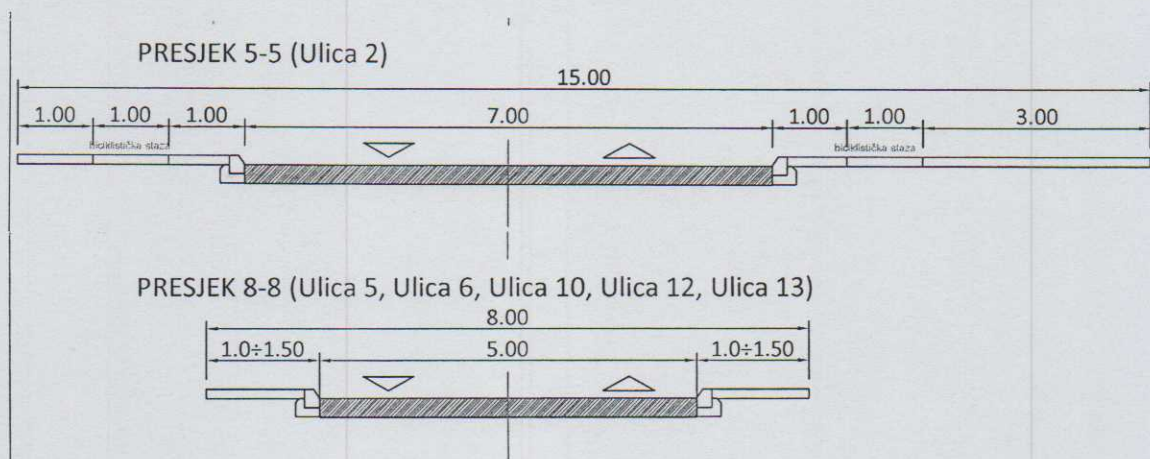 PRESJEK 5-5 (Ulica 2)
15.00
1.00 1.00 1.00 7.00 1.00 1.00 3.00
biciklistička staza biciklistička staza
PRESJEK 8-8 (Ulica 5, Ulica 6, Ulica 10, Ulica 12, Ulica 13)
8.00
1.0÷1.50 5.00 1.0÷1.50